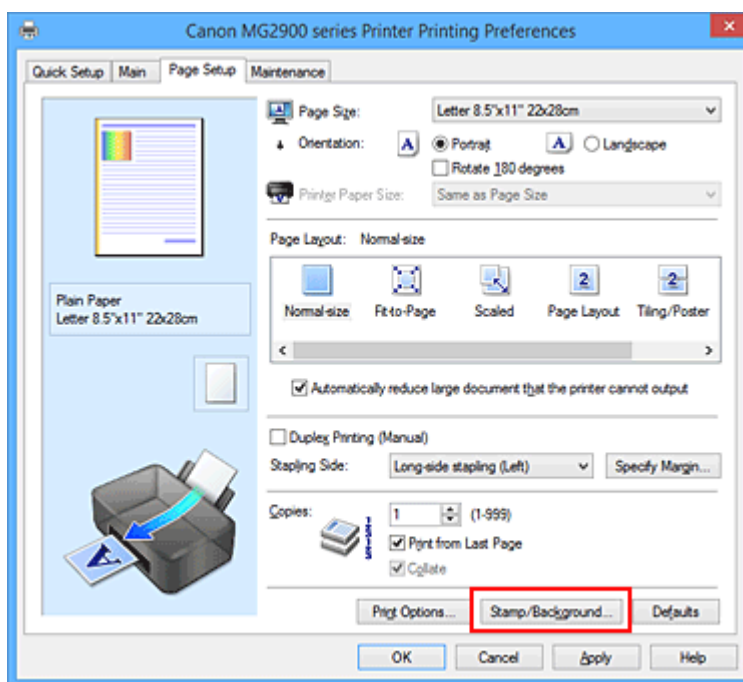 Canon MG2900 series Printer Printing Preferences
Quick Setup Main Page Setup Maintenance
Page Size: Letter 8.5"x11" 22x28cm
Orientation: A Portrait A Landscape
Rotate 180 degrees
Printer Paper Size: Same as Page Size
Page Layout: Normal-size
Plain Paper
Letter 8.5"x11" 22x28cm
2 2
Normal-size Fit-to-Page Scaled Page Layout Tiling/Poster
Automatically reduce large document that the printer cannot output
Duplex Printing (Manual)
Stapling Side: Long-side stapling (Left) Specify Margin...
Copies: 1 (1-999)
Print from Last Page
Collate
A
Print Options... Stamp/Background... Defaults
OK Cancel Apply Help